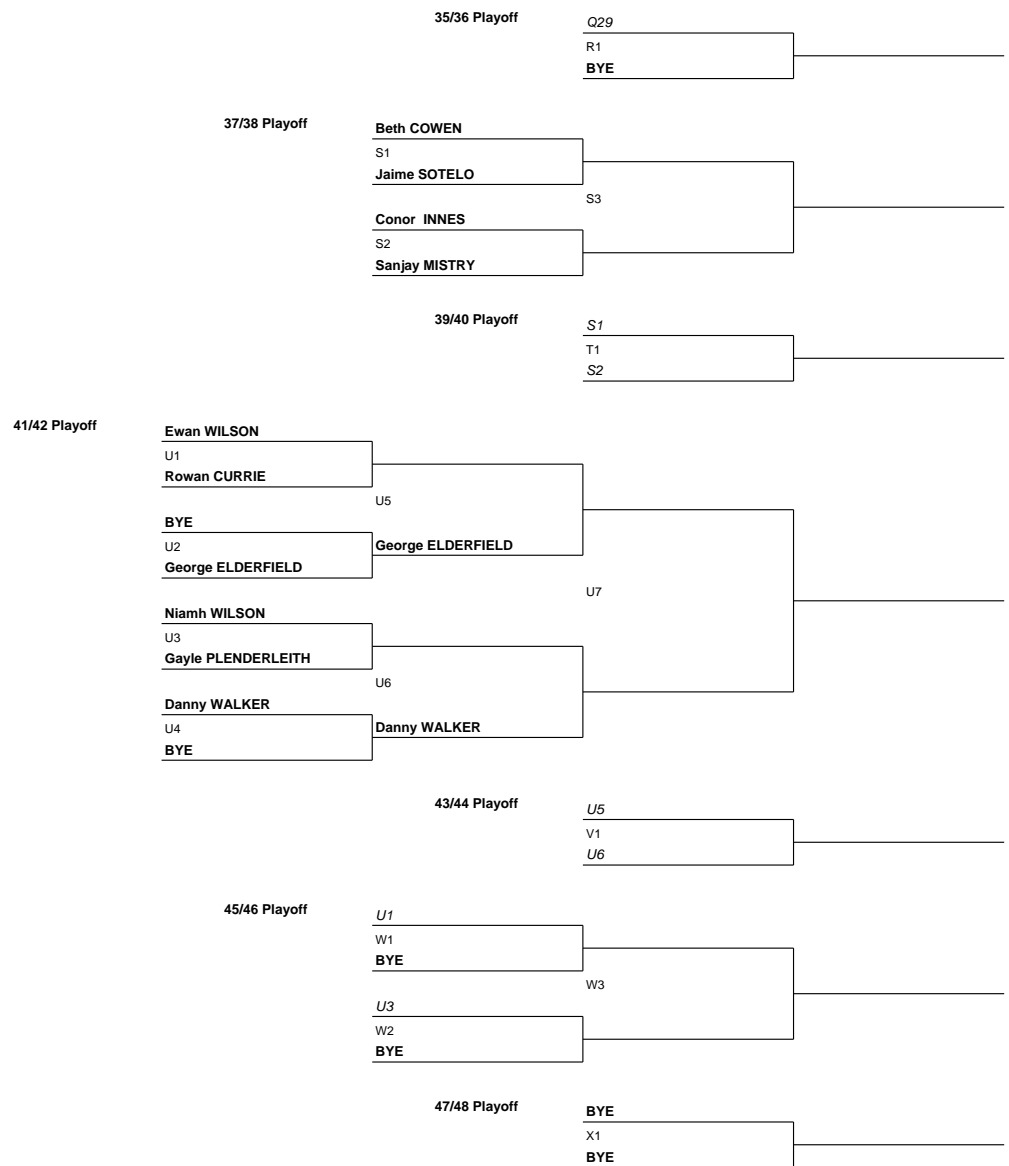 35/36 Playoff
Q29
R1
BYE
37/38 Playoff
Beth COWEN
S1
Jaime SOTELO
S3
Conor INNES
S2
Sanjay MISTRY
39/40 Playoff
S1
T1
S2
41/42 Playoff
Ewan WILSON
U1
Rowan CURRIE
U5
BYE
U2
George ELDERFIELD
George ELDERFIELD
U7
Niamh WILSON
U3
Gayle PLENDERLEITH
U6
Danny WALKER
U4
Danny WALKER
BYE
43/44 Playoff
U5
V1
U6
45/46 Playoff
U1
W1
BYE
W3
U3
W2
BYE
47/48 Playoff
BYE
X1
BYE